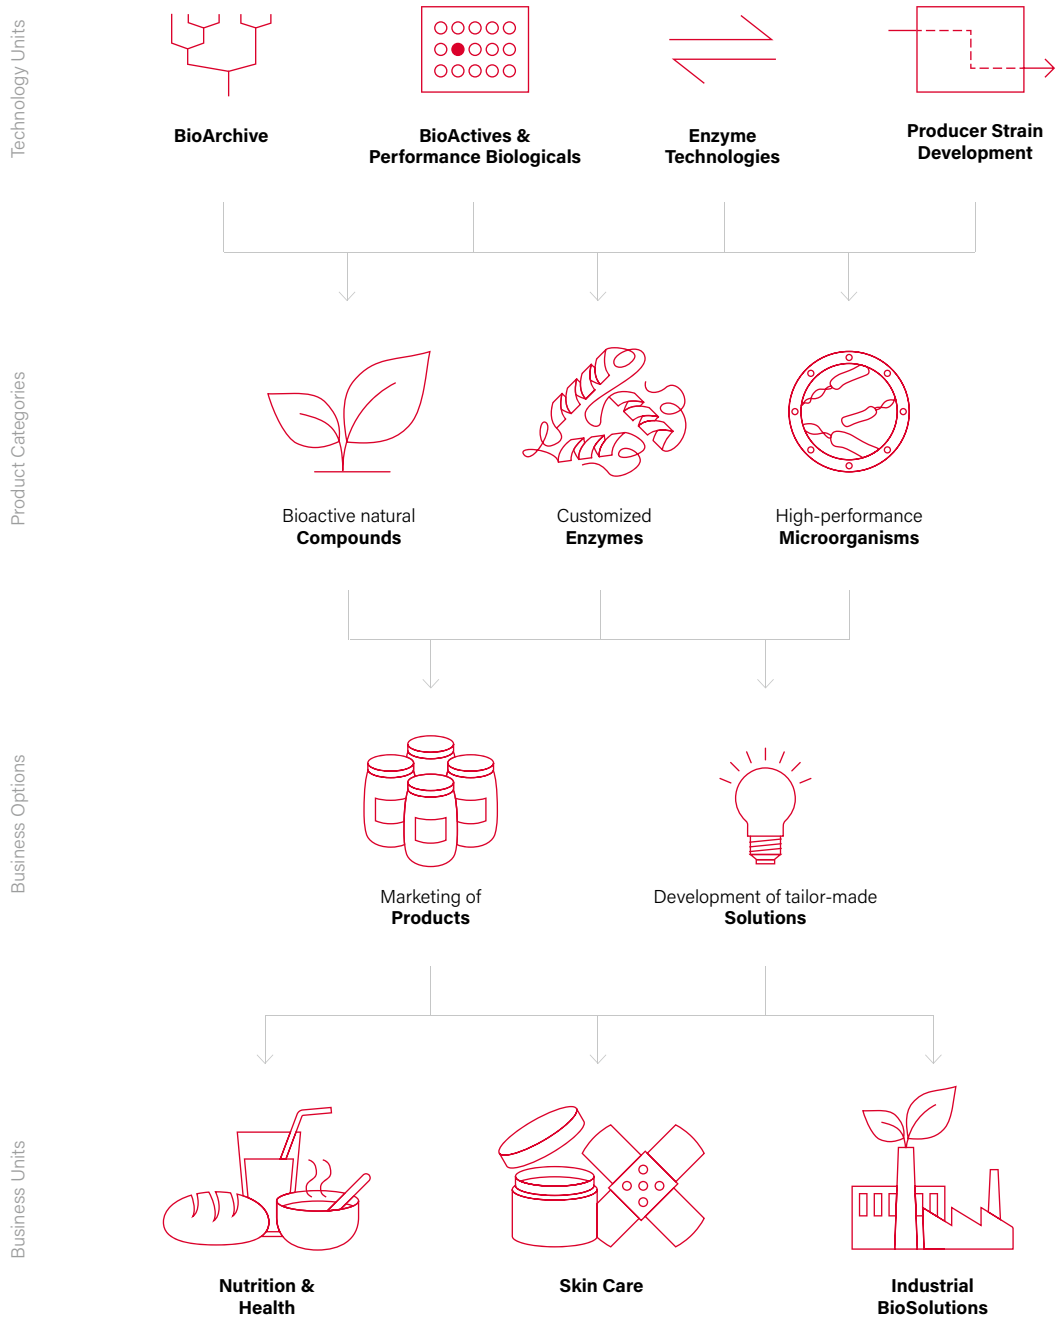 Technology Units
BioArchive
BioActives &
Performance Biologicals
Enzyme
Technologies
Producer Strain
Development
Product Categories
Bioactive natural
Compounds
Customized
Enzymes
High-performance
Microorganisms
Business Options
Marketing of
Products
Development of tailor-made
Solutions
Business Units
Nutrition &
Health
Skin Care
Industrial
BioSolutions